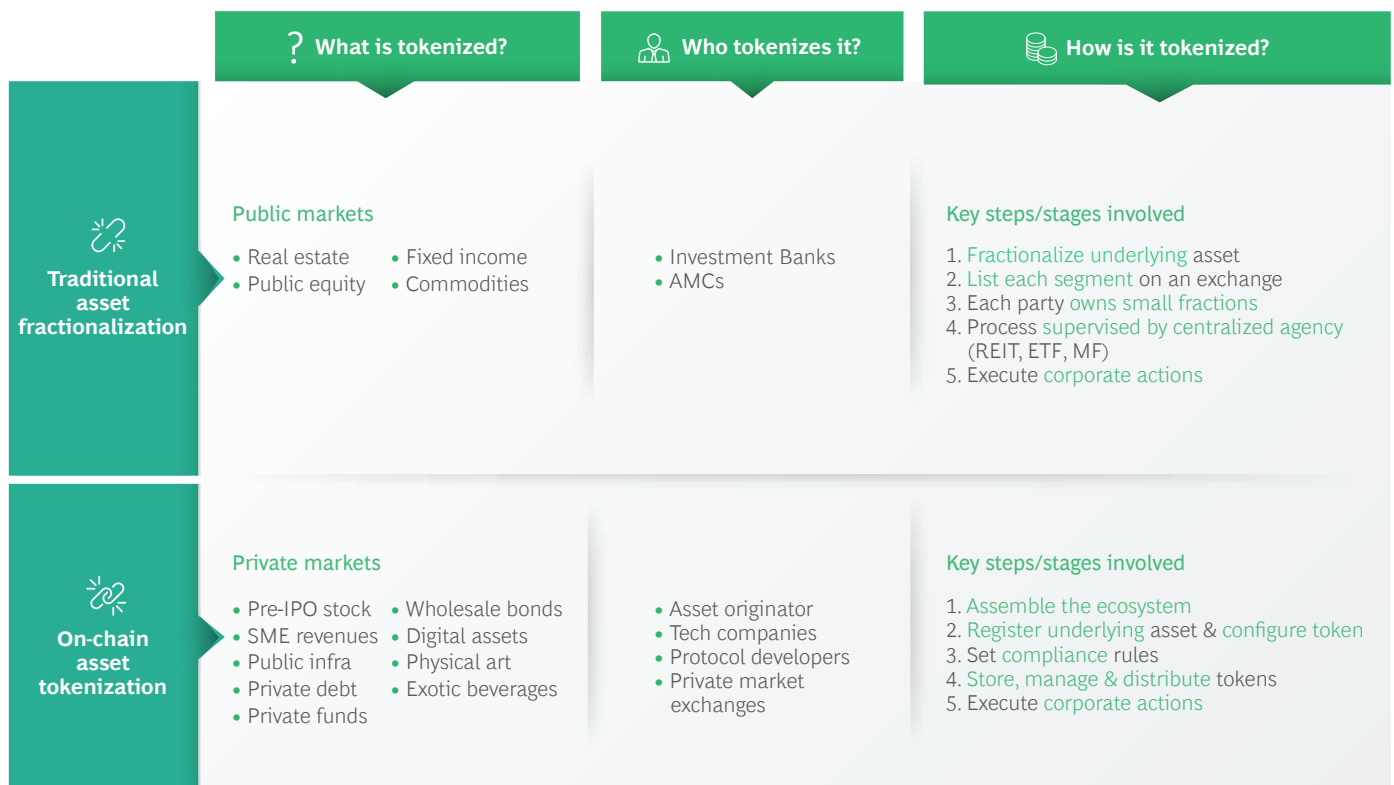 What is tokenized?
Who tokenizes it?
How is it tokenized?
Traditional
asset
fractionalization
Public markets
• Real estate
• Public equity
• Fixed income
• Commodities
• Investment Banks
• AMCs
Key steps/stages involved
1. Fractionalize underlying asset
2. List each segment on an exchange
3. Each party owns small fractions
4. Process supervised by centralized agency
(REIT, ETF, MF)
5. Execute corporate actions
On-chain
asset
tokenization
Private markets
• Pre-IPO stock
• SME revenues
• Public infra
• Private debt
• Private funds
• Wholesale bonds
• Digital assets
• Physical art
• Exotic beverages
• Asset originator
• Tech companies
• Protocol developers
• Private market
exchanges
Key steps/stages involved
1. Assemble the ecosystem
2. Register underlying asset & configure token
3. Set compliance rules
4. Store, manage & distribute tokens
5. Execute corporate actions